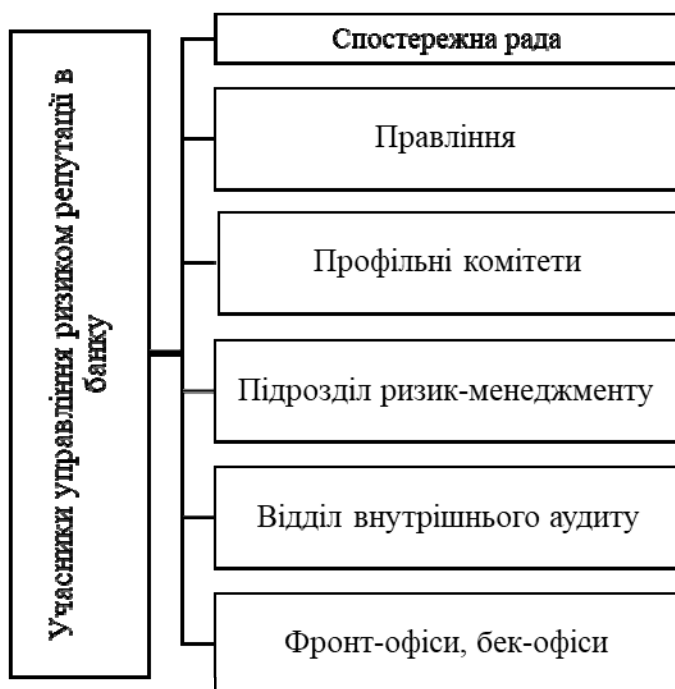 Учасники управління ризиком репутації в
банку
Спостережна рада
Правління
Профільні комітети
Підрозділ ризик-менеджменту
Відділ внутрішнього аудиту
Фронт-офіси, бек-офіси